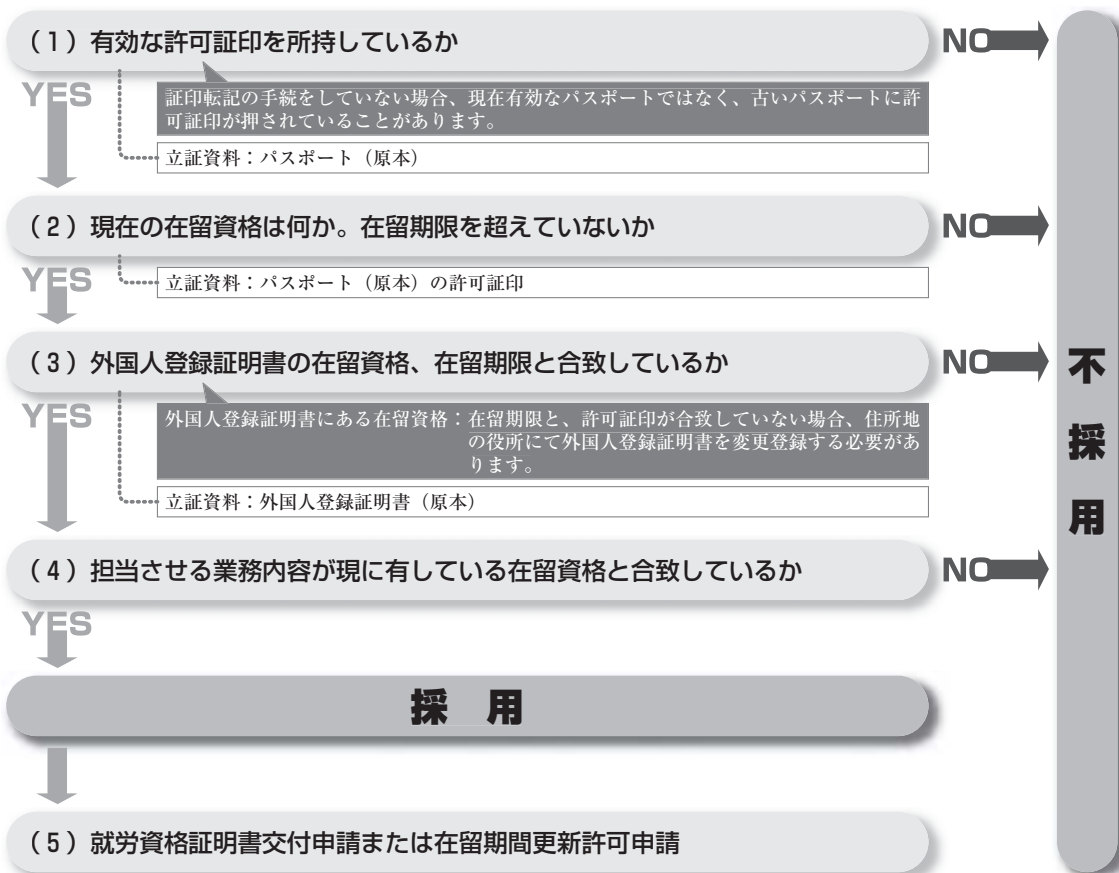 （1）有効な許可証印を所持しているか
NO
YES
証印転記の手続をしていない場合、現在有効なパスポートではなく、古いパスポートに許
可証印が押されていることがあります。
立証資料：パスポート（原本）
（2）現在の在留資格は何か。在留期限を超えていないか
NO
YES
立証資料：パスポート（原本）の許可証印
（3）外国人登録証明書の在留資格、在留期限と合致しているか
NO
YES
外国人登録証明書にある在留資格：在留期限と、許可証印が合致していない場合、住所地
の役所にて外国人登録証明書を変更登録する必要があ
ります。
立証資料：外国人登録証明書（原本）
（4）担当させる業務内容が現に有している在留資格と合致しているか
NO
YES
不採用
採用
（5）就労資格証明書交付申請または在留期間更新許可申請